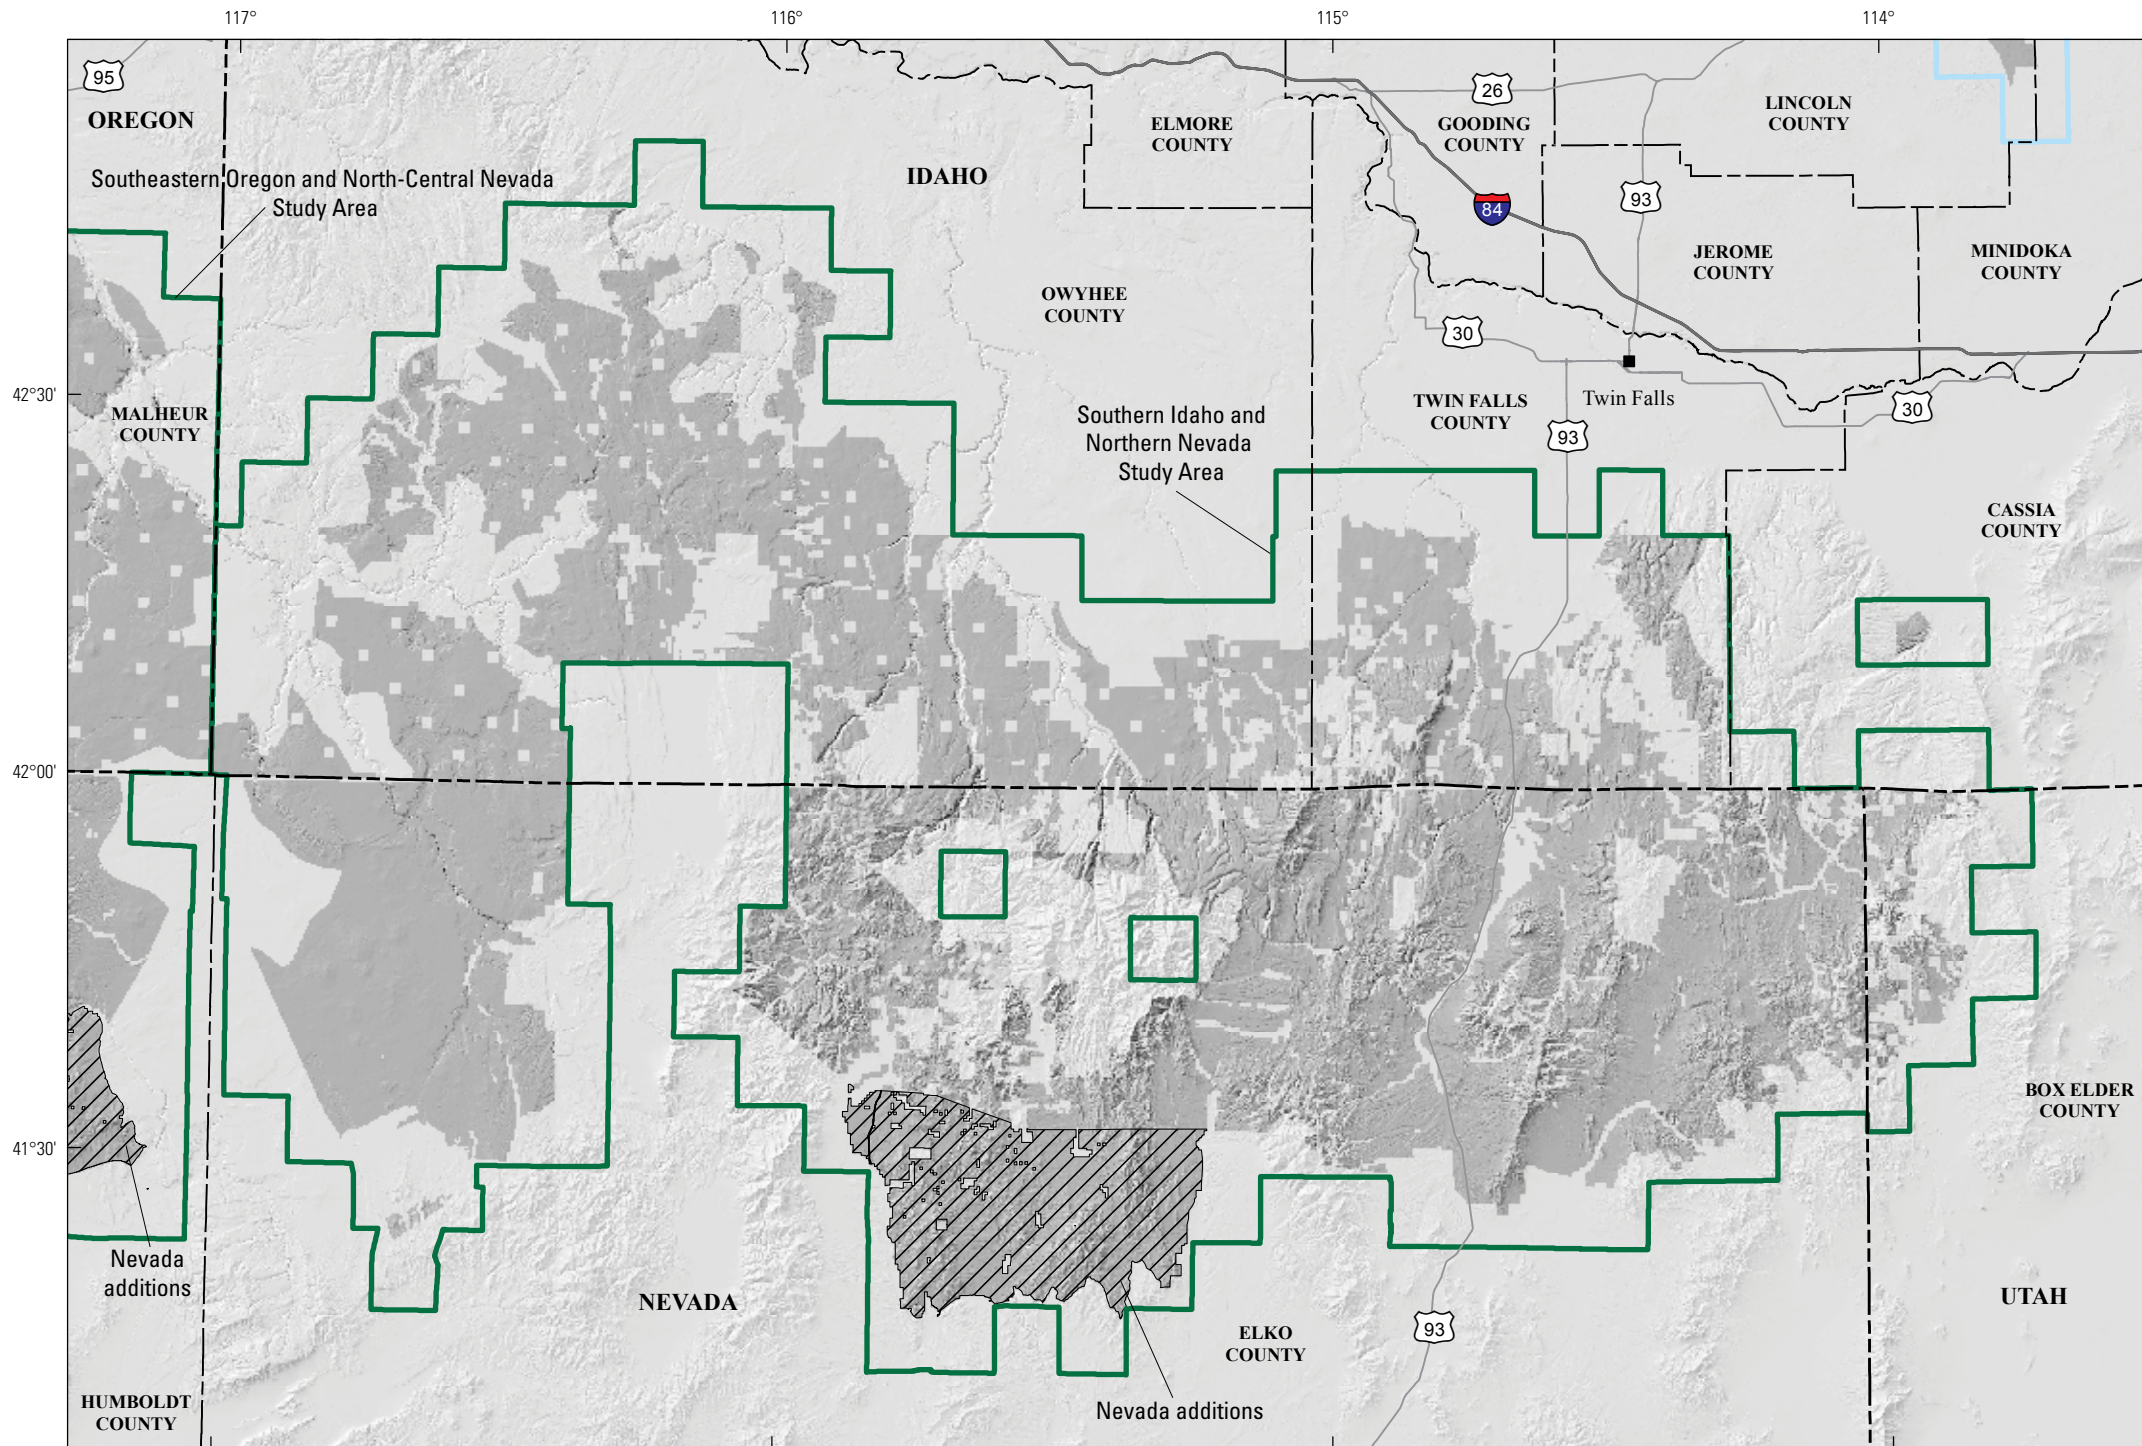 117°
116°
115°
114°
95
OREGON
26
ELMORE
COUNTY
GOODING
COUNTY
LINCOLN
COUNTY
Southeastern Oregon and North-Central Nevada
Study Area
IDAHO
93
84
JEROME
COUNTY
MINIDOKA
COUNTY
OWYHEE
COUNTY
30
42°30'
MALHEUR
COUNTY
Southern Idaho and
Northern Nevada
Study Area
TWIN FALLS
COUNTY
Twin Falls
30
93
CASSIA
COUNTY
42°00'
41°30'
BOX ELDER
COUNTY
Nevada
additions
NEVADA
UTAH
ELKO
COUNTY
93
HUMBOLDT
COUNTY
Nevada additions